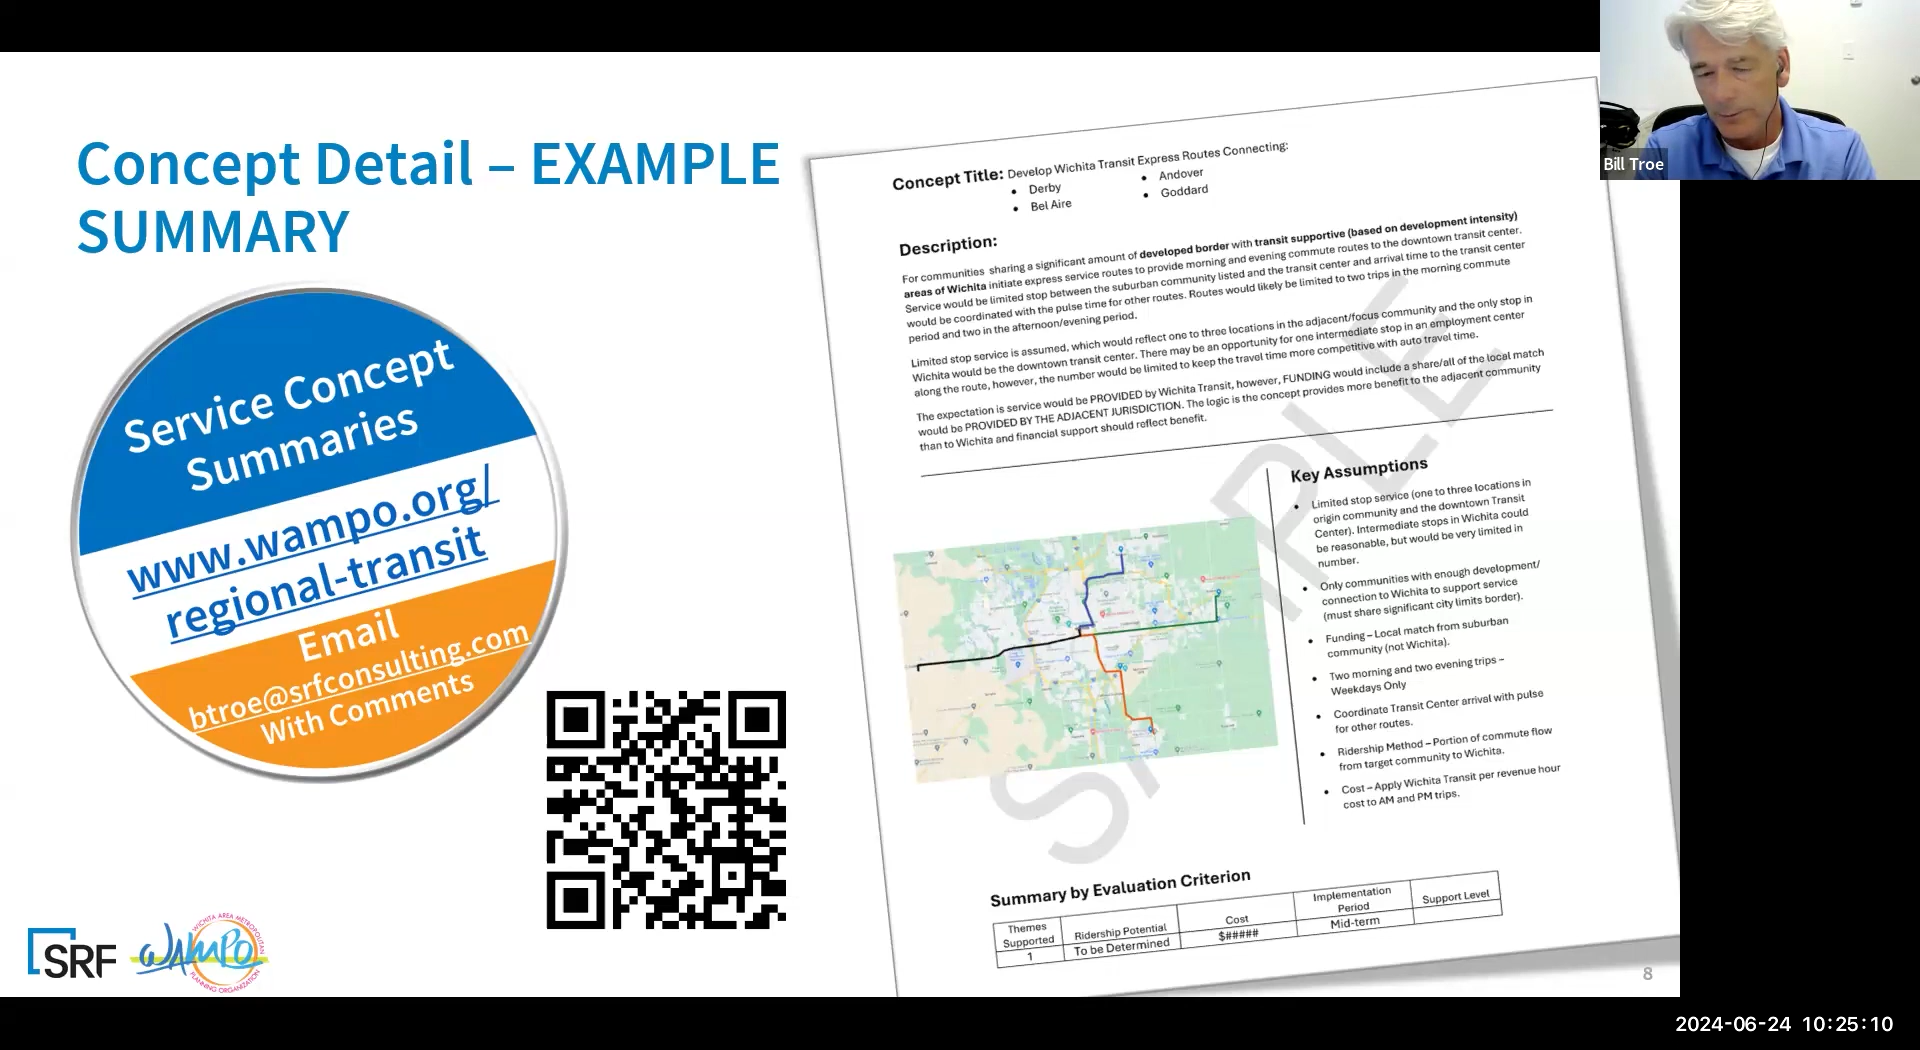 Bill Troe
Concept Detail – EXAMPLE
SUMMARY
Service Concept
Summaries
www.wampo.org/
regional-transit
Email
btroe@srfconsulting.com
With Comments
SRF
WAMPO
WICHITA AREA METROPOLITAN
PLANNING ORGANIZATION
Concept Title: Develop Wichita Transit Express Routes Connecting:
• Derby
• Andover
• Bel Aire
• Goddard
Description:
For communities sharing a significant amount of developed border with transit supportive (based on development intensity)
areas of Wichita initiate express service routes to provide morning and evening commute routes to the downtown transit center.
Service would be limited stop between the suburban community listed and the transit center and arrival time to the transit center
would be coordinated with the pulse time for other routes. Routes would likely be limited to two trips in the morning commute
period and two in the afternoon/evening period.
Limited stop service is assumed, which would reflect one to three locations in the adjacent/focus community and the only stop in
Wichita would be the downtown transit center. There may be an opportunity for one intermediate stop in an employment center
along the route, however, the number would be limited to keep the travel time more competitive with auto travel time.
The expectation is service would be PROVIDED by Wichita Transit, however, FUNDING would include a share/all of the local match
would be PROVIDED BY THE ADJACENT JURISDICTION. The logic is the concept provides more benefit to the adjacent community
than to Wichita and financial support should reflect benefit.
SAMPLE
Key Assumptions
• Limited stop service (one to three locations in
origin community and the downtown Transit
Center). Intermediate stops in Wichita could
be reasonable, but would be very limited in
number.
• Only communities with enough development/
connection to Wichita to support service
(must share significant city limits border).
• Funding – Local match from suburban
community (not Wichita).
• Two morning and two evening trips –
Weekdays Only
• Coordinate Transit Center arrival with pulse
for other routes.
• Ridership Method – Portion of commute flow
from target community to Wichita.
• Cost – Apply Wichita Transit per revenue hour
cost to AM and PM trips.
Summary by Evaluation Criterion
Themes
Supported
Ridership Potential
Cost
Implementation
Period
Support Level
1
To be Determined
$#####
Mid-term
8
2024-06-24 10:25:10